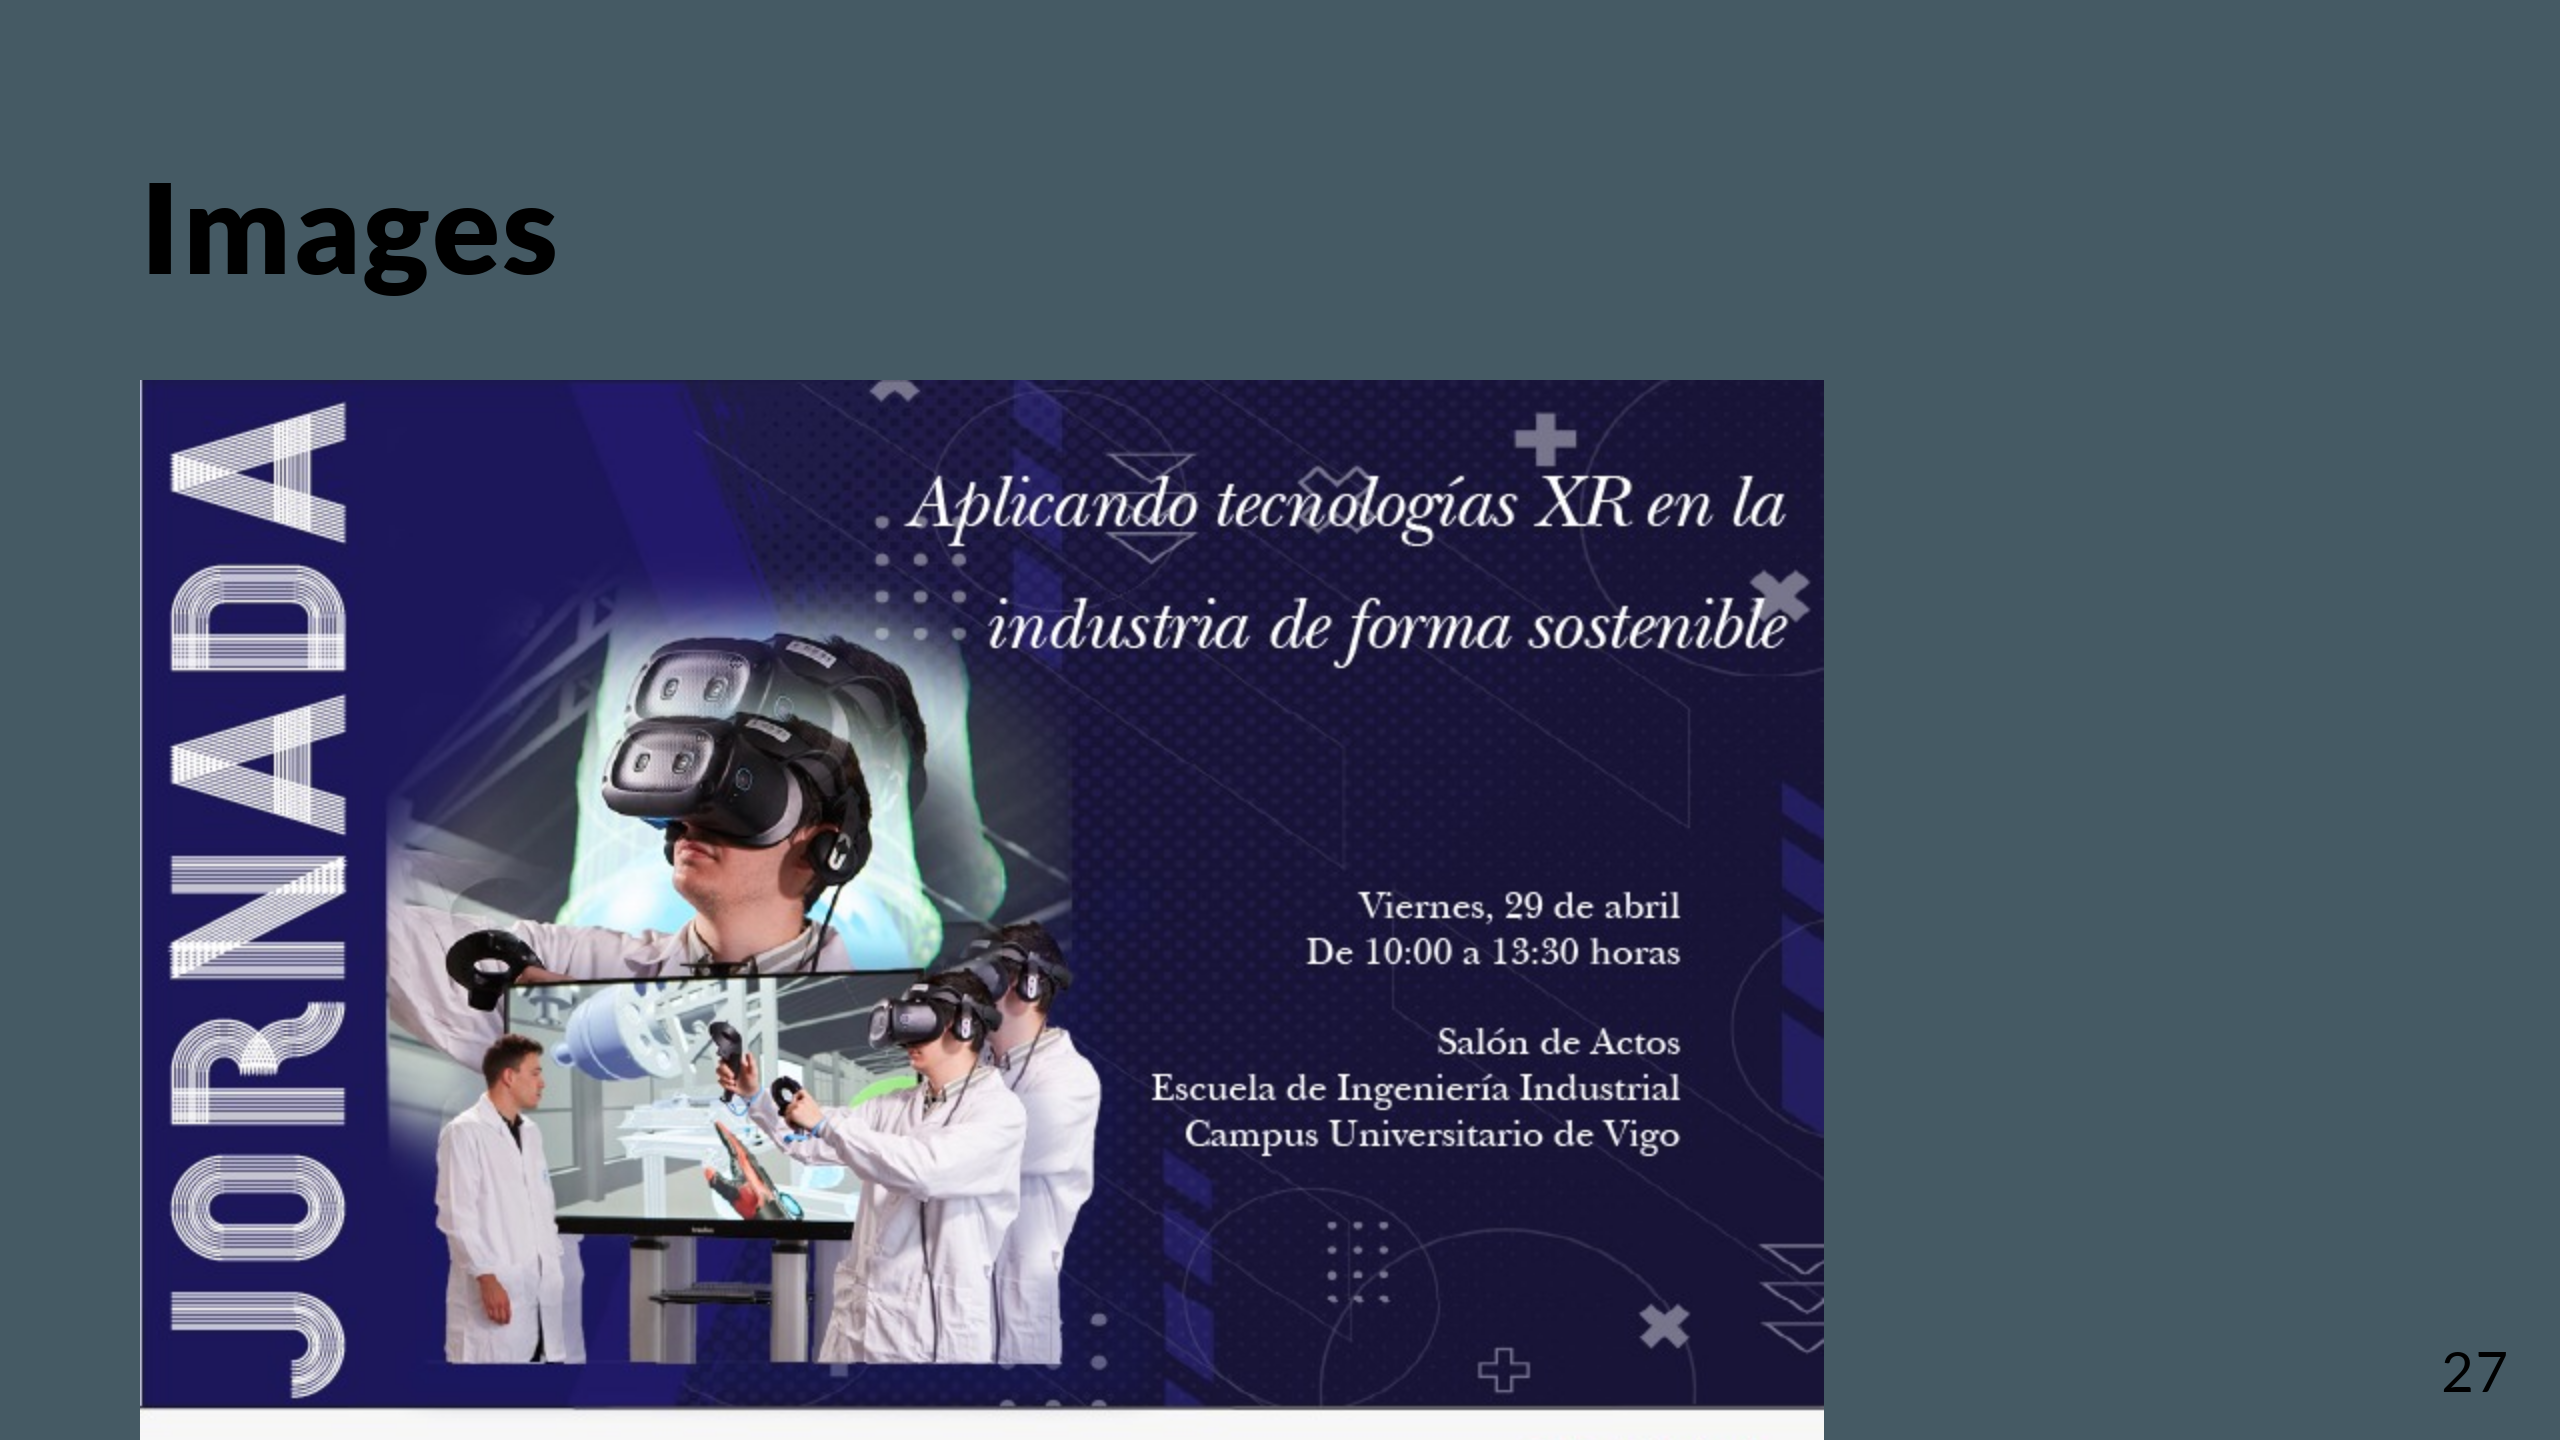 Images
JORNADA
Aplicando tecnologías XR en la
industria de forma sostenible
Viernes, 29 de abril
De 10:00 a 13:30 horas
Salón de Actos
Escuela de Ingeniería Industrial
Campus Universitario de Vigo
27